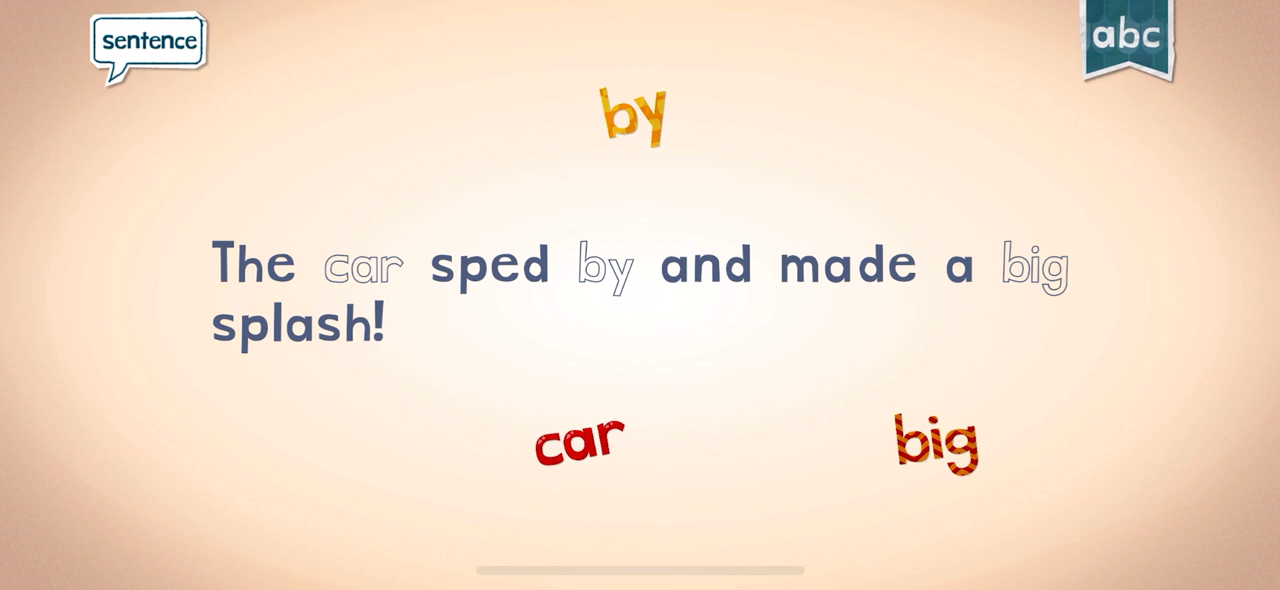 sentence
abc
by
The car sped by and made a big
splash!
car
big